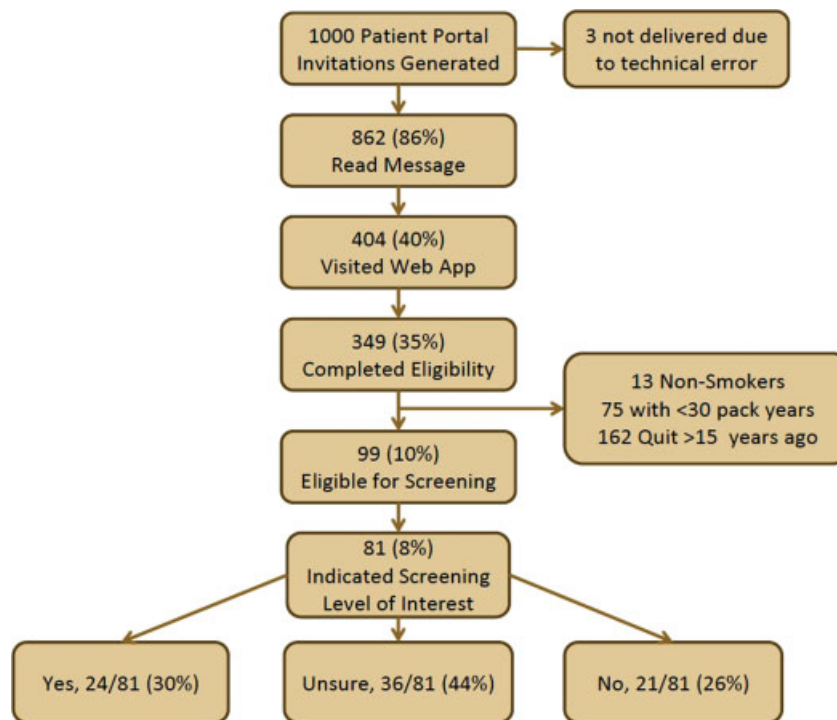 1000 Patient Portal
Invitations Generated
3 not delivered due
to technical error
862 (86%)
Read Message
404 (40%)
Visited Web App
349 (35%)
Completed Eligibility
13 Non-Smokers
75 with <30 pack years
162 Quit >15 years ago
99 (10%)
Eligible for Screening
81 (8%)
Indicated Screening
Level of Interest
Yes, 24/81 (30%)
Unsure, 36/81 (44%)
No, 21/81 (26%)